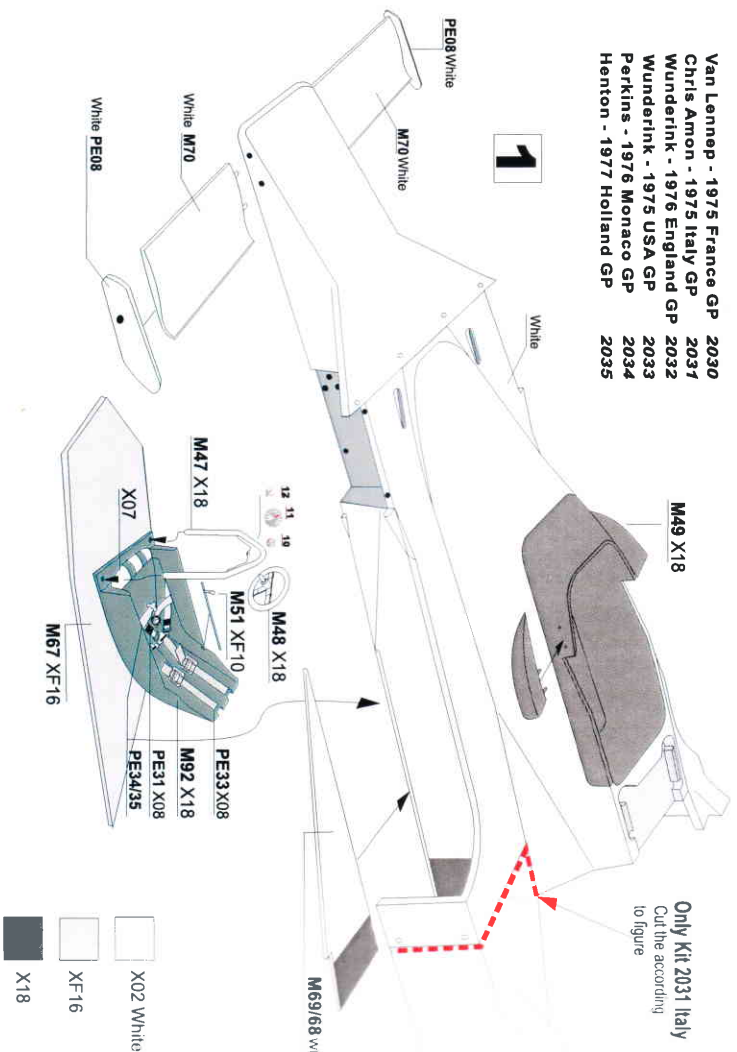 Van Lennep - 1975 France GP 2030
Chris Amon - 1975 Italy GP 2031
Wunderink - 1976 England GP 2032
Wunderink - 1975 USA GP 2033
Perkins - 1976 Monaco GP 2034
Henton - 1977 Holland GP 2035
1
PE08 White
M70 White
White M70
White PE08
White
M49 X18
Only Kit 2031 Italy
Cut the according
to figure
M47 X18
X07
12
11
10
M48 X18
M51 XF10
M67 XF16
PE33 X08
M92 X18
PE31 X08
PE34/35
M69/68
X02 White
XF16
X18